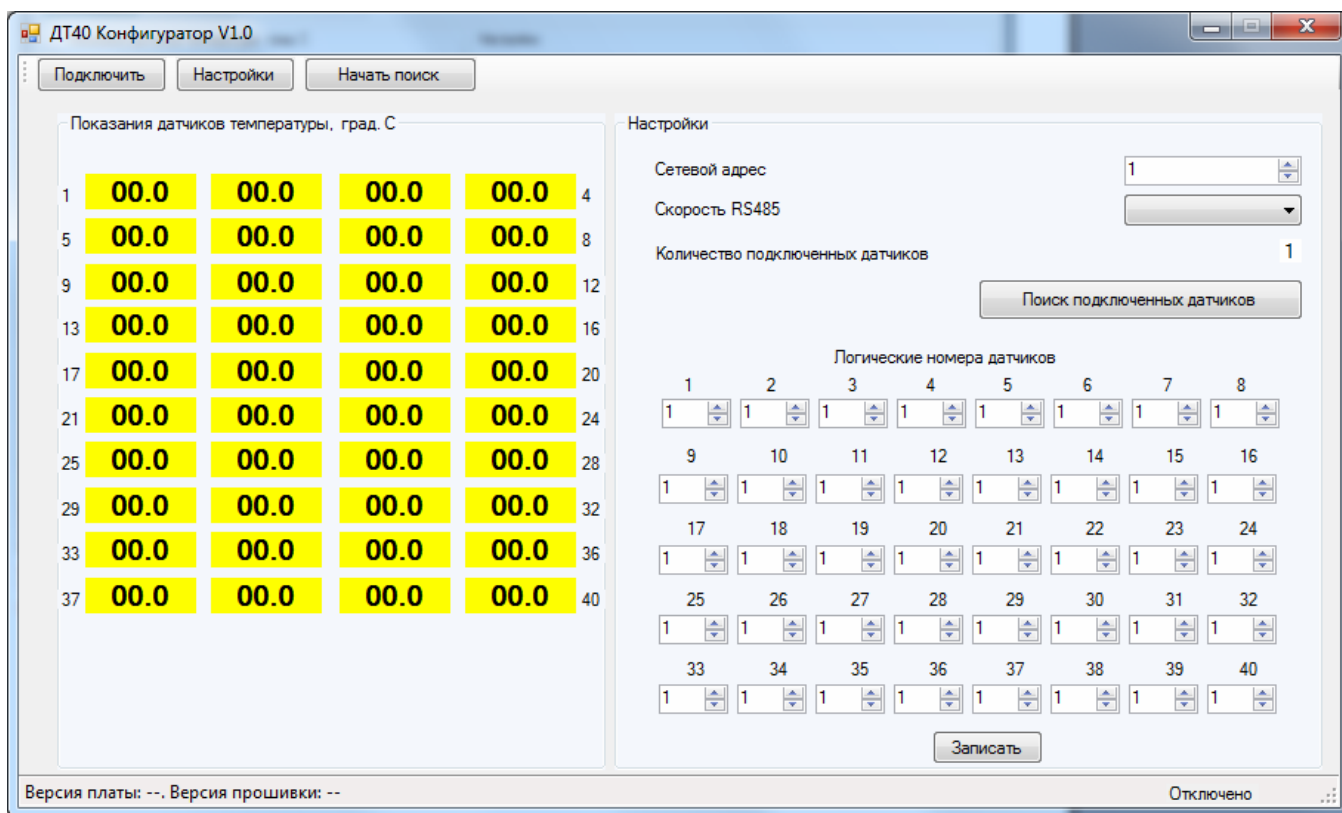 ДТ40 Конфигуратор V1.0
Подключить Настройки Начать поиск
Показания датчиков температуры, град. С
1 00.0 00.0 00.0 00.0 4
5 00.0 00.0 00.0 00.0 8
9 00.0 00.0 00.0 00.0 12
13 00.0 00.0 00.0 00.0 16
17 00.0 00.0 00.0 00.0 20
21 00.0 00.0 00.0 00.0 24
25 00.0 00.0 00.0 00.0 28
29 00.0 00.0 00.0 00.0 32
33 00.0 00.0 00.0 00.0 36
37 00.0 00.0 00.0 00.0 40
Настройки
Сетевой адрес 1
Скорость RS485
Количество подключенных датчиков 1
Поиск подключенных датчиков
Логические номера датчиков
1 2 3 4 5 6 7 8
1 1 1 1 1 1 1 1
9 10 11 12 13 14 15 16
1 1 1 1 1 1 1 1
17 18 19 20 21 22 23 24
1 1 1 1 1 1 1 1
25 26 27 28 29 30 31 32
1 1 1 1 1 1 1 1
33 34 35 36 37 38 39 40
1 1 1 1 1 1 1 1
Записать
Версия платы: --. Версия прошивки: -- Отключено